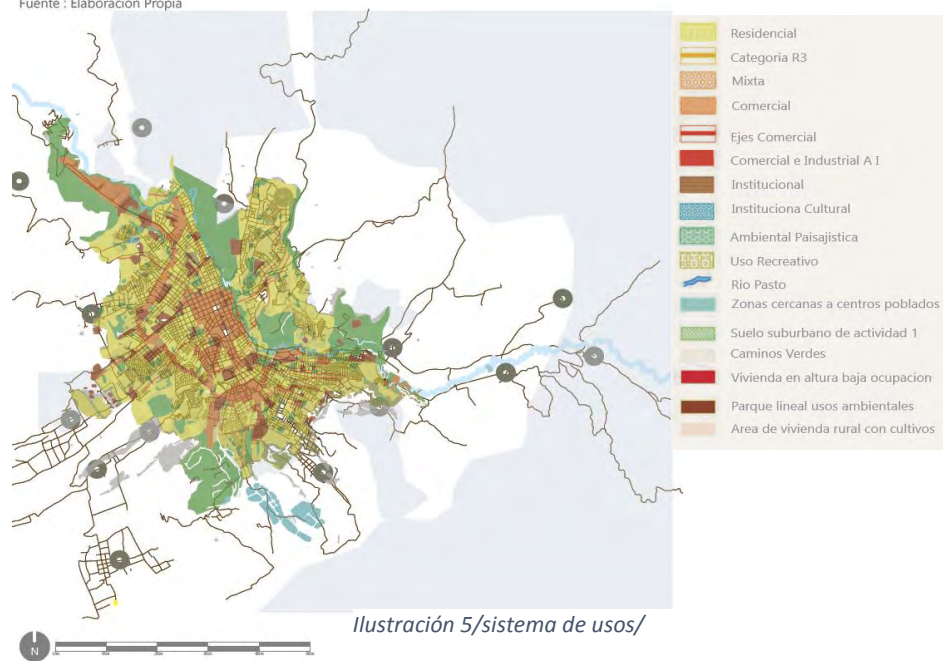 Fuente : Elaboración Propia
Residencial
Categoria R3
Mixta
Comercial
Ejes Comercial
Comercial e Industrial A I
Institucional
Instituciona Cultural
Ambiental Paisajistica
Uso Recreativo
Rio Pasto
Zonas cercanas a centros poblados
Suelo suburbano de actividad 1
Caminos Verdes
Vivienda en altura baja ocupacion
Parque lineal usos ambientales
Area de vivienda rural con cultivos
Ilustración 5/sistema de usos/
N